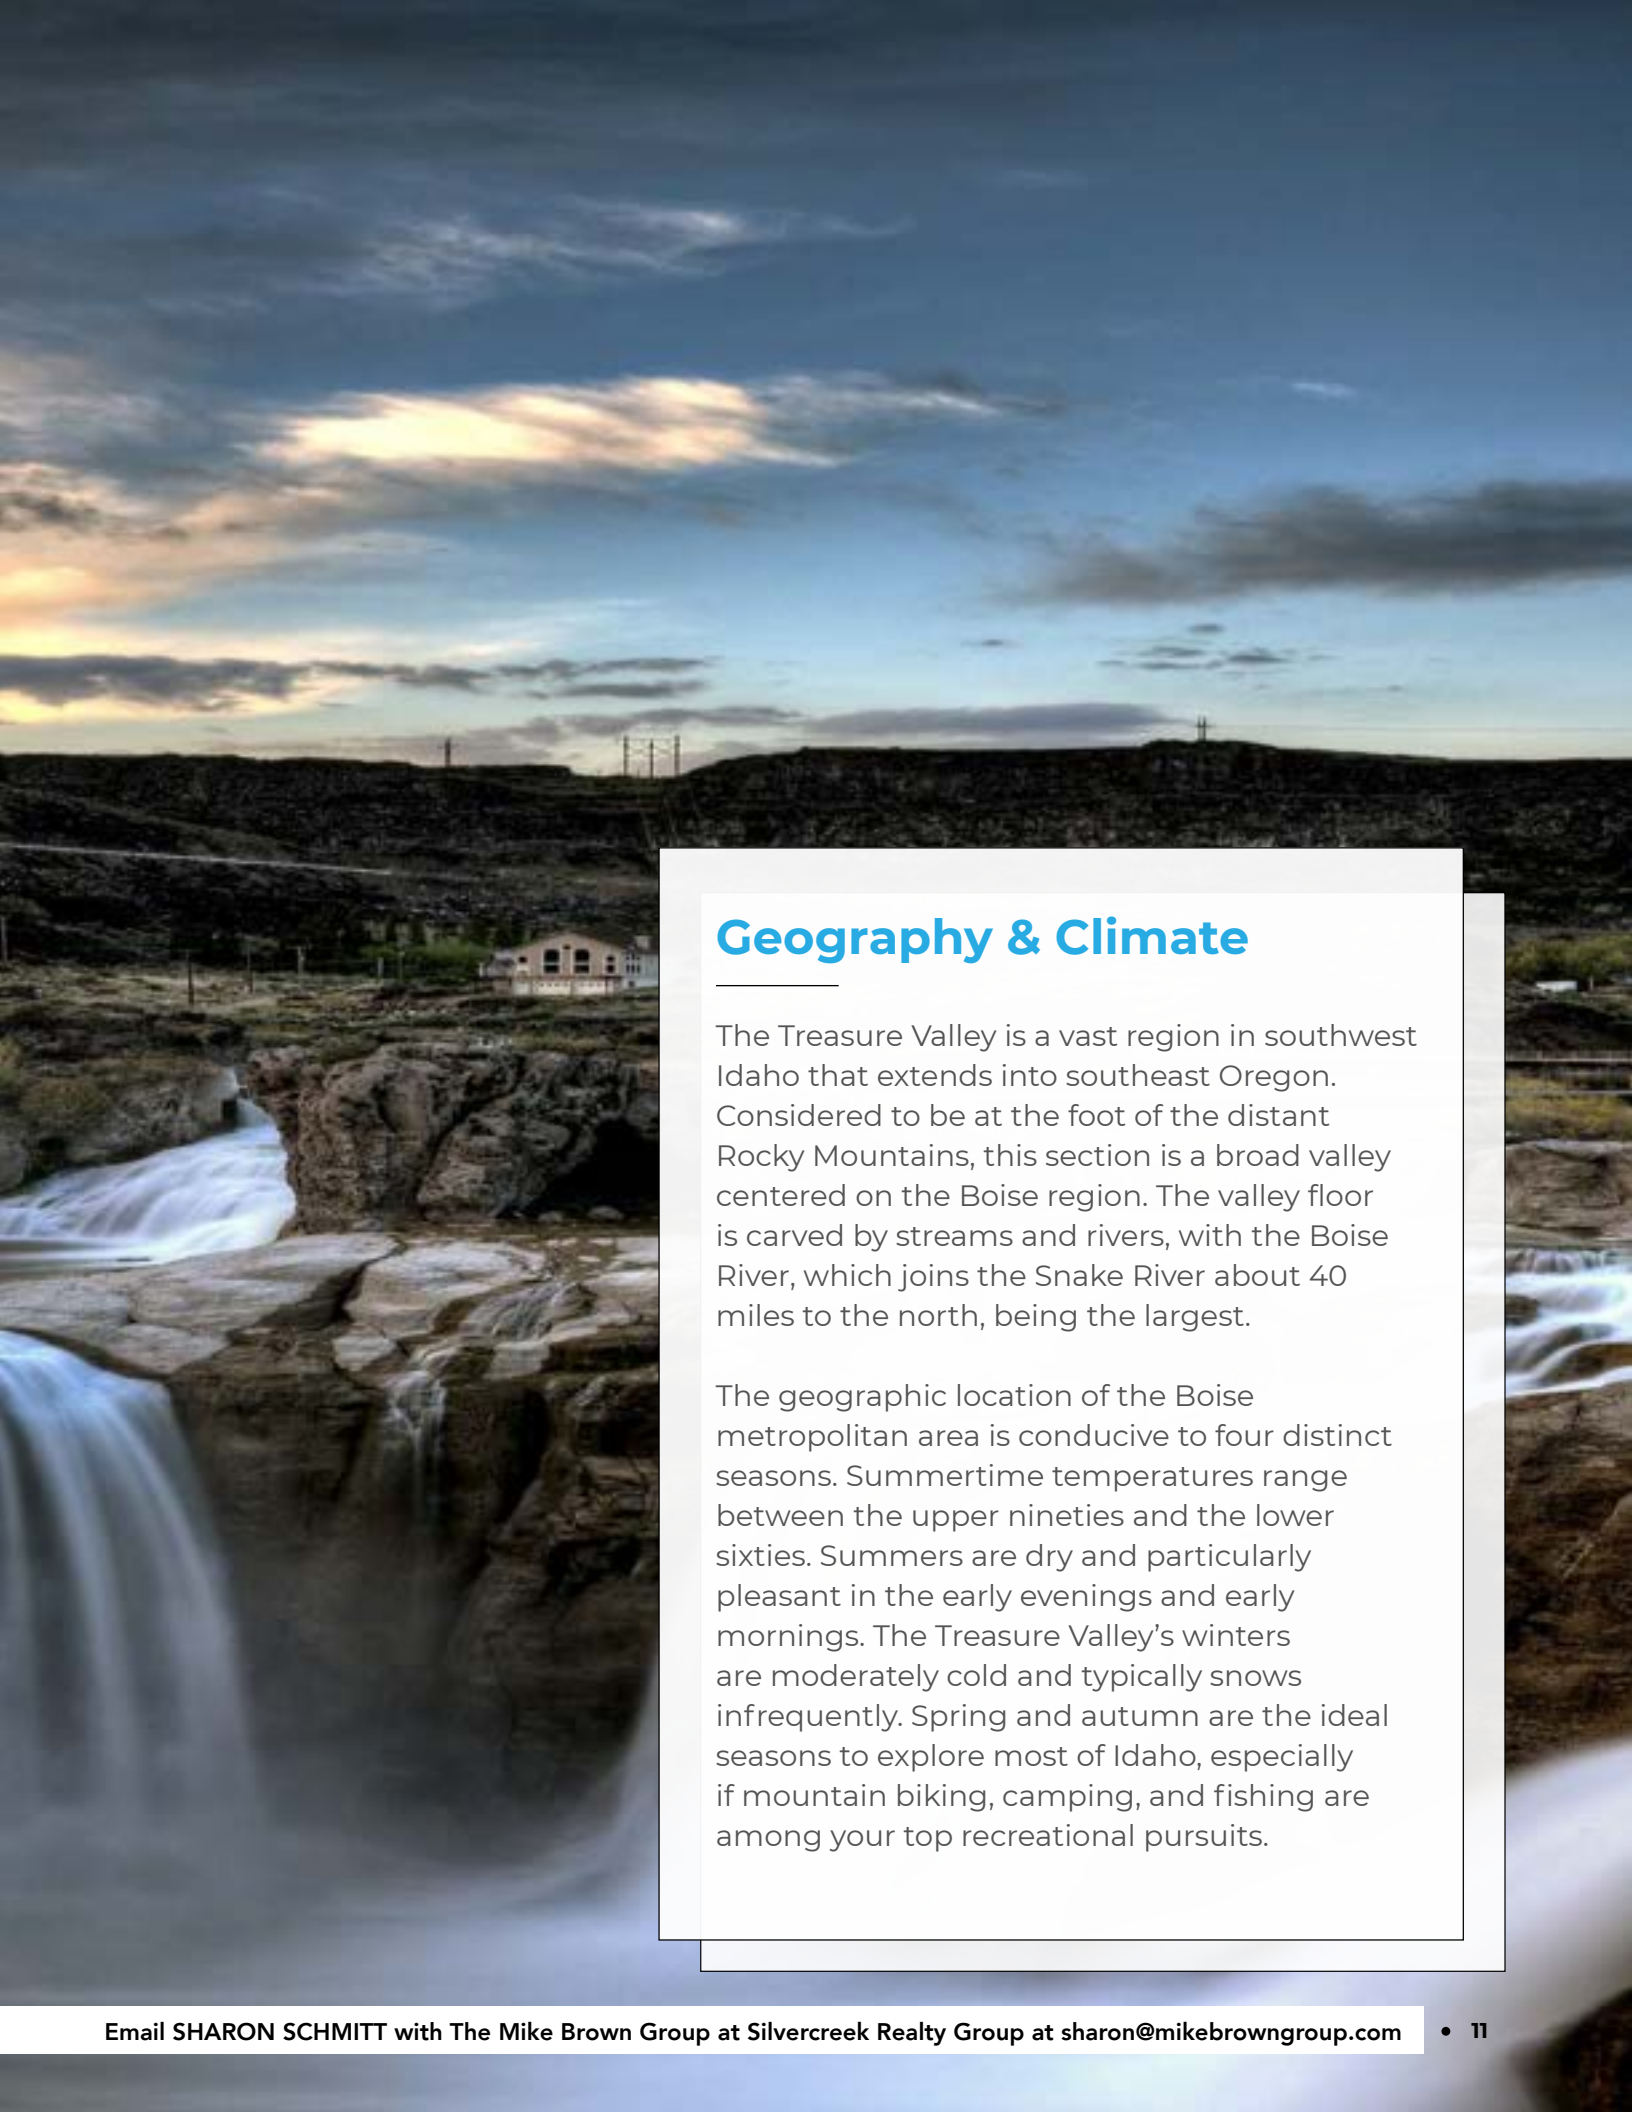 Geography & Climate
The Treasure Valley is a vast region in southwest
Idaho that extends into southeast Oregon.
Considered to be at the foot of the distant
Rocky Mountains, this section is a broad valley
centered on the Boise region. The valley floor
is carved by streams and rivers, with the Boise
River, which joins the Snake River about 40
miles to the north, being the largest.
The geographic location of the Boise
metropolitan area is conducive to four distinct
seasons. Summertime temperatures range
between the upper nineties and the lower
sixties. Summers are dry and particularly
pleasant in the early evenings and early
mornings. The Treasure Valley’s winters
are moderately cold and typically snows
infrequently. Spring and autumn are the ideal
seasons to explore most of Idaho, especially
if mountain biking, camping, and fishing are
among your top recreational pursuits.
Email SHARON SCHMITT with The Mike Brown Group at Silvercreek Realty Group at sharon@mikebrowngroup.com • 11